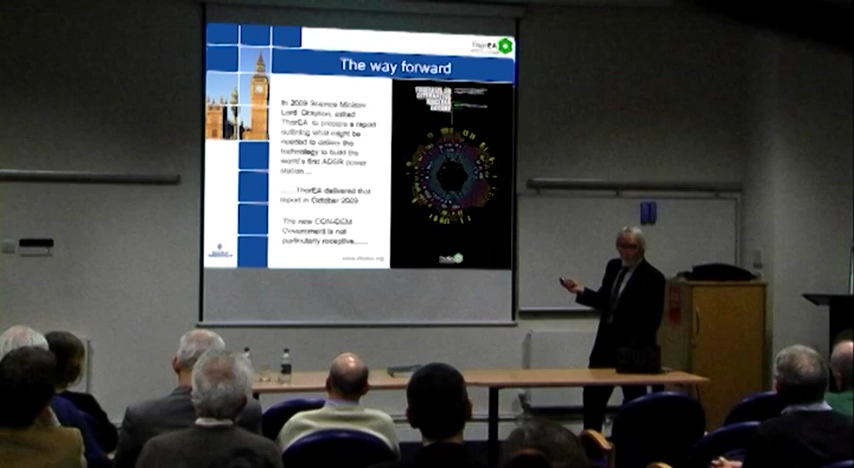 ThorEA
The way forward
In 2009 Science Minister,
Lord Drayson, asked
ThorEA to prepare a report
outlining what might be
needed to deliver the
technology to build the
world's first ADSR power
station....
...... ThorEA delivered that
report in October 2009
The new CON-DEM
Government is not
particularly receptive......